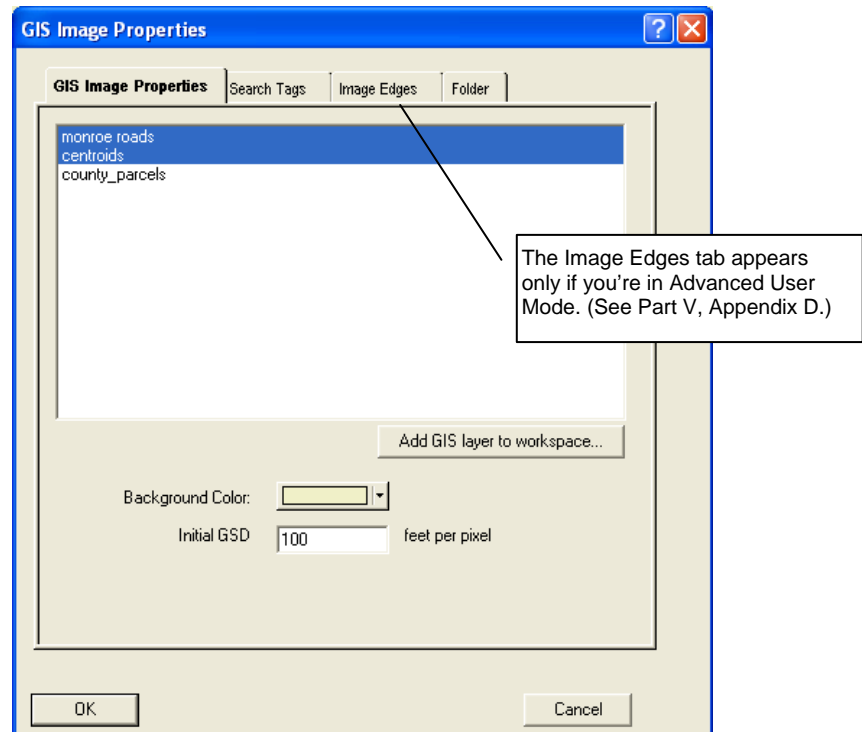 GIS Image Properties
GIS Image Properties
Search Tags
Image Edges
Folder
monroe roads
centroids
county_parcels
The Image Edges tab appears
only if you're in Advanced User
Mode. (See Part V, Appendix D.)
Add GIS layer to workspace...
Background Color:
Initial GSD
100
feet per pixel
OK
Cancel